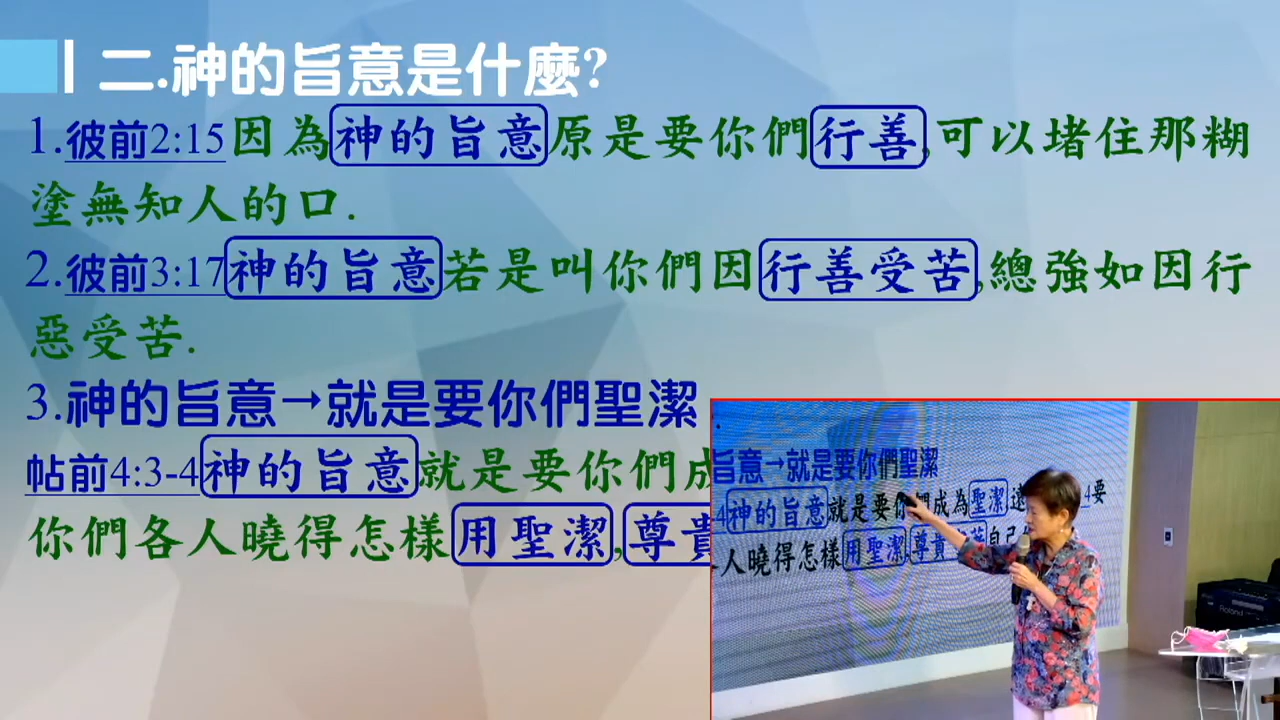 二.神的旨意是什麼?
1.彼前2:15因為神的旨意原是要你們行善,可以堵住那糊
塗無知人的口.
2.彼前3:17神的旨意若是叫你們因行善受苦,總強如因行
惡受苦.
3.神的旨意→就是要你們聖潔
帖前4:3-4神的旨意就是要你們成
你們各人曉得怎樣用聖潔,尊貴
旨意→就是要你們聖潔
4神的旨意就是要你們成為聖潔遠 4要
人曉得怎樣用聖潔,尊貴 自己
Roland